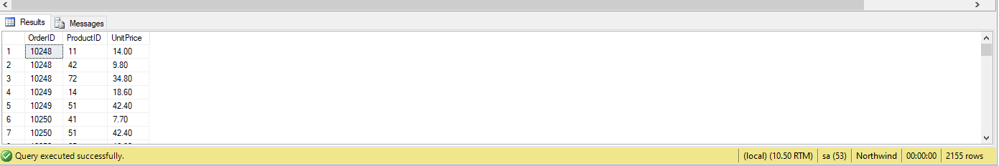 Results Messages
OrderID ProductID UnitPrice
1 10248 11 14.00
2 10248 42 9.80
3 10248 72 34.80
4 10249 14 18.60
5 10249 51 42.40
6 10250 41 7.70
7 10250 51 42.40
Query executed successfully. (local) (10.50 RTM) sa (53) Northwind 00:00:00 2155 rows